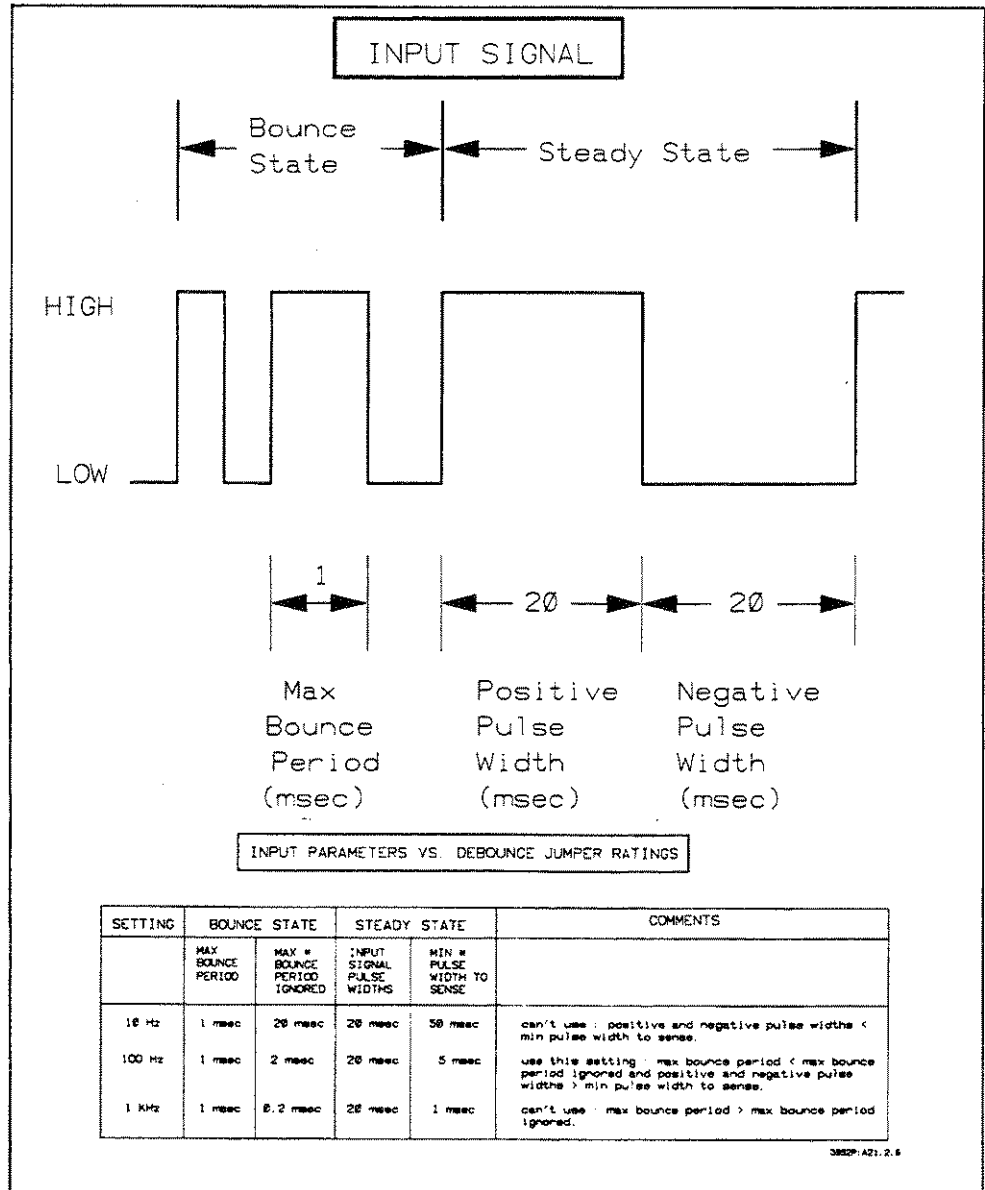 INPUT SIGNAL
Bounce
State
Steady State
HIGH
LOW
1
20
20
Max
Bounce
Period
(msec)
Positive
Pulse
Width
(msec)
Negative
Pulse
Width
(msec)
INPUT PARAMETERS VS. DEBOUNCE JUMPER RATINGS
SETTING BOUNCE STATE STEADY STATE COMMENTS
MAX BOUNCE PERIOD
MAX * BOUNCE PERIOD IGNORED
INPUT SIGNAL PULSE WIDTHS
MIN * PULSE WIDTH TO SENSE
10 Hz 1 msec 20 msec 20 msec 50 msec can't use : positive and negative pulse widths <
min pulse width to sense.
100 Hz 1 msec 2 msec 20 msec 5 msec use this setting : max bounce period < max bounce
period ignored and positive and negative pulse
widths > min pulse width to sense.
1 KHz 1 msec 0.2 msec 20 msec 1 msec can't use : max bounce period > max bounce period
ignored.
3852P:A21.2.6